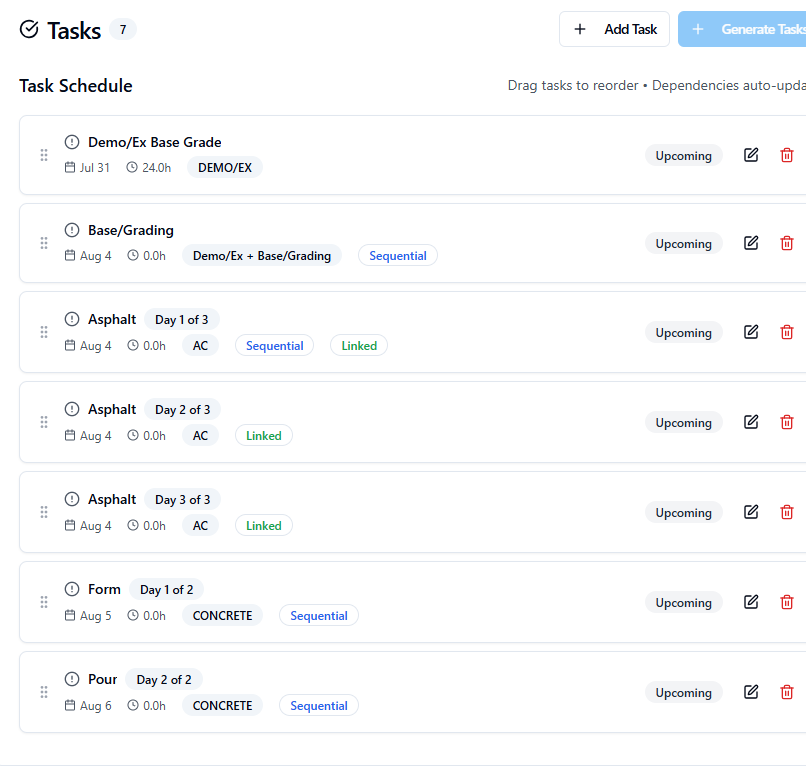 Tasks 7 Add Task Generate Tasks
Task Schedule Drag tasks to reorder • Dependencies auto-upda
Demo/Ex Base Grade
Jul 31 24.0h DEMO/EX Upcoming
Base/Grading
Aug 4 0.0h Demo/Ex + Base/Grading Sequential Upcoming
Asphalt Day 1 of 3
Aug 4 0.0h AC Sequential Linked Upcoming
Asphalt Day 2 of 3
Aug 4 0.0h AC Linked Upcoming
Asphalt Day 3 of 3
Aug 4 0.0h AC Linked Upcoming
Form Day 1 of 2
Aug 5 0.0h CONCRETE Sequential Upcoming
Pour Day 2 of 2
Aug 6 0.0h CONCRETE Sequential Upcoming